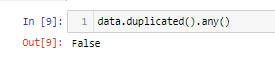 In [9]: 1 data.duplicated().any()
Out[9]: False